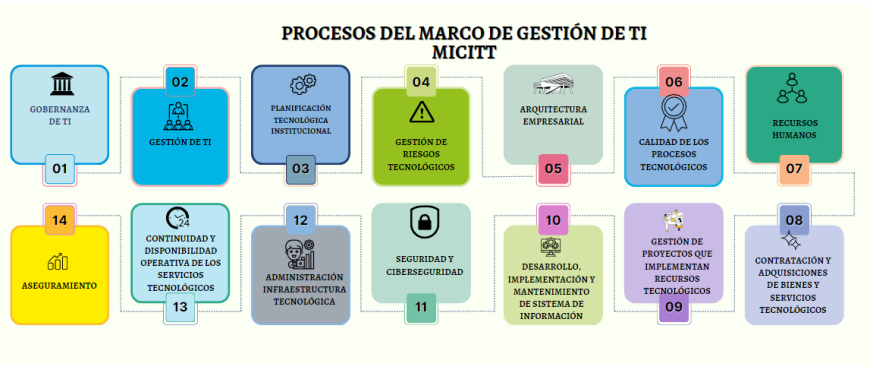 PROCESOS DEL MARCO DE GESTIÓN DE TI
MICITT
GOBERNANZA
DE TI
01
02
GESTIÓN DE TI
PLANIFICACIÓN
TECNOLÓGICA
INSTITUCIONAL
03
04
GESTIÓN DE
RIESGOS
TECNOLÓGICOS
ARQUITECTURA
EMPRESARIAL
05
06
CALIDAD DE LOS
PROCESOS
TECNOLÓGICOS
RECURSOS
HUMANOS
07
08
CONTRATACIÓN Y
ADQUISICIONES
DE BIENES Y
SERVICIOS
TECNOLÓGICOS
GESTIÓN DE
PROYECTOS QUE
IMPLEMENTAN
RECURSOS
TECNOLÓGICOS
09
10
DESARROLLO,
IMPLEMENTACIÓN Y
MANTENIMIENTO
DE SISTEMA DE
INFORMACIÓN
SEGURIDAD Y
CIBERSEGURIDAD
11
12
ADMINISTRACIÓN
INFRAESTRUCTURA
TECNOLÓGICA
24
CONTINUIDAD Y
DISPONIBILIDAD
OPERATIVA DE LOS
SERVICIOS
TECNOLÓGICOS
13
14
ASEGURAMIENTO